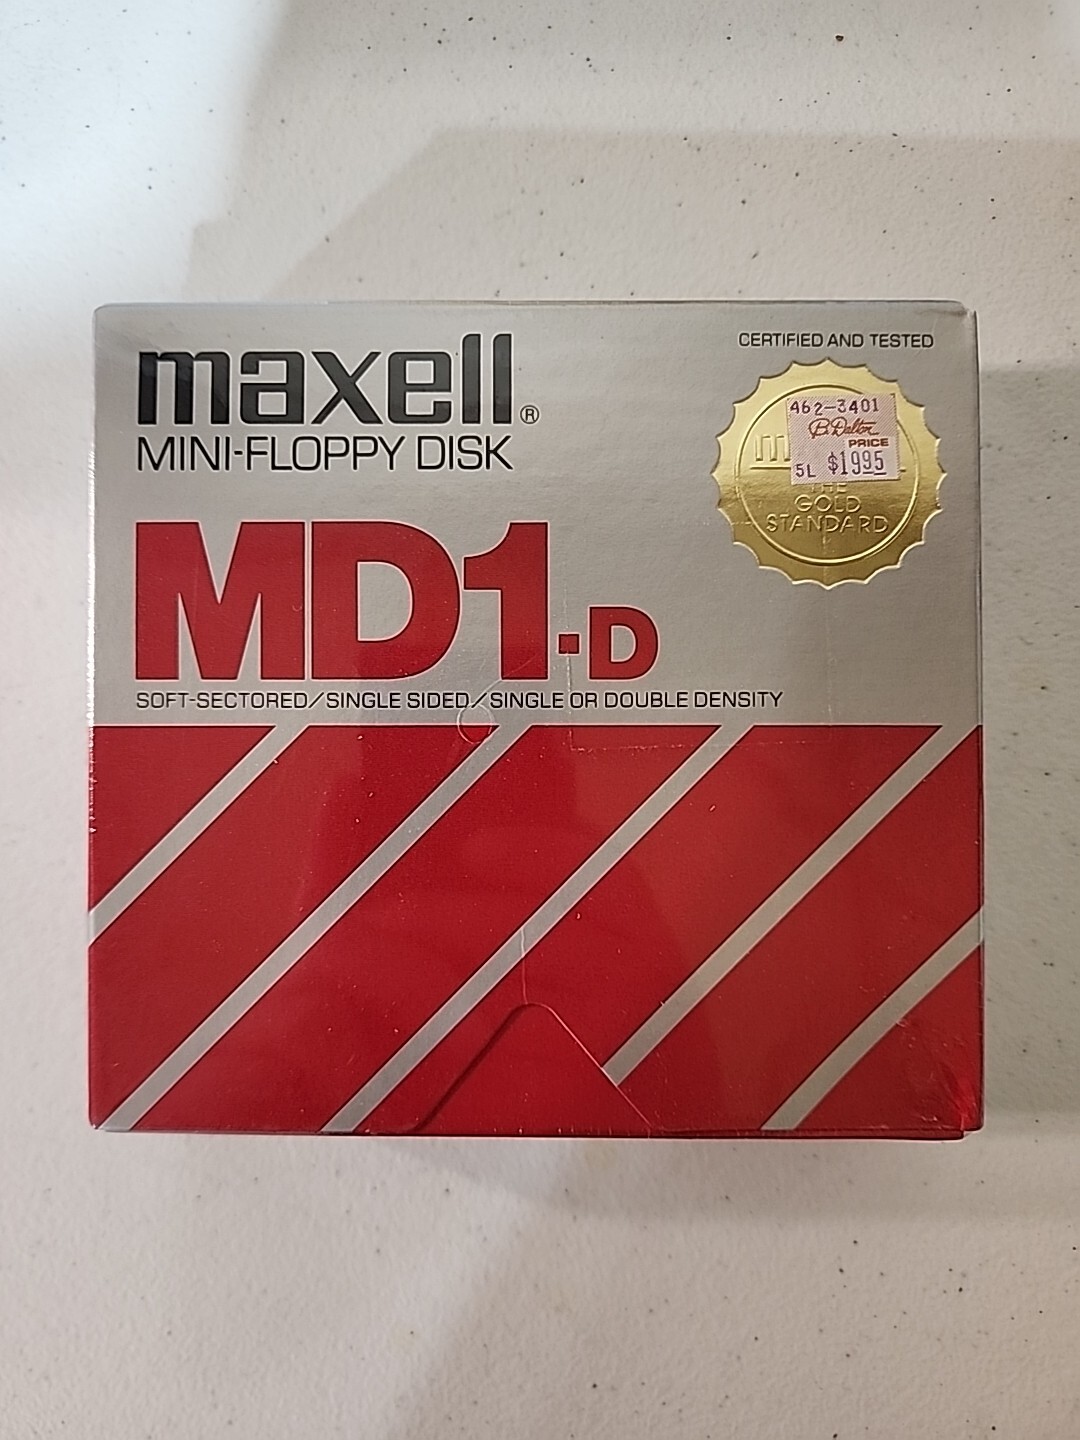 maxell®
MINI-FLOPPY DISK
MD1-D
SOFT-SECTORED/SINGLE SIDED/SINGLE OR DOUBLE DENSITY
CERTIFIED AND TESTED
462-3401
B. Dalton
PRICE
5L $1995
THE
GOLD
STANDARD